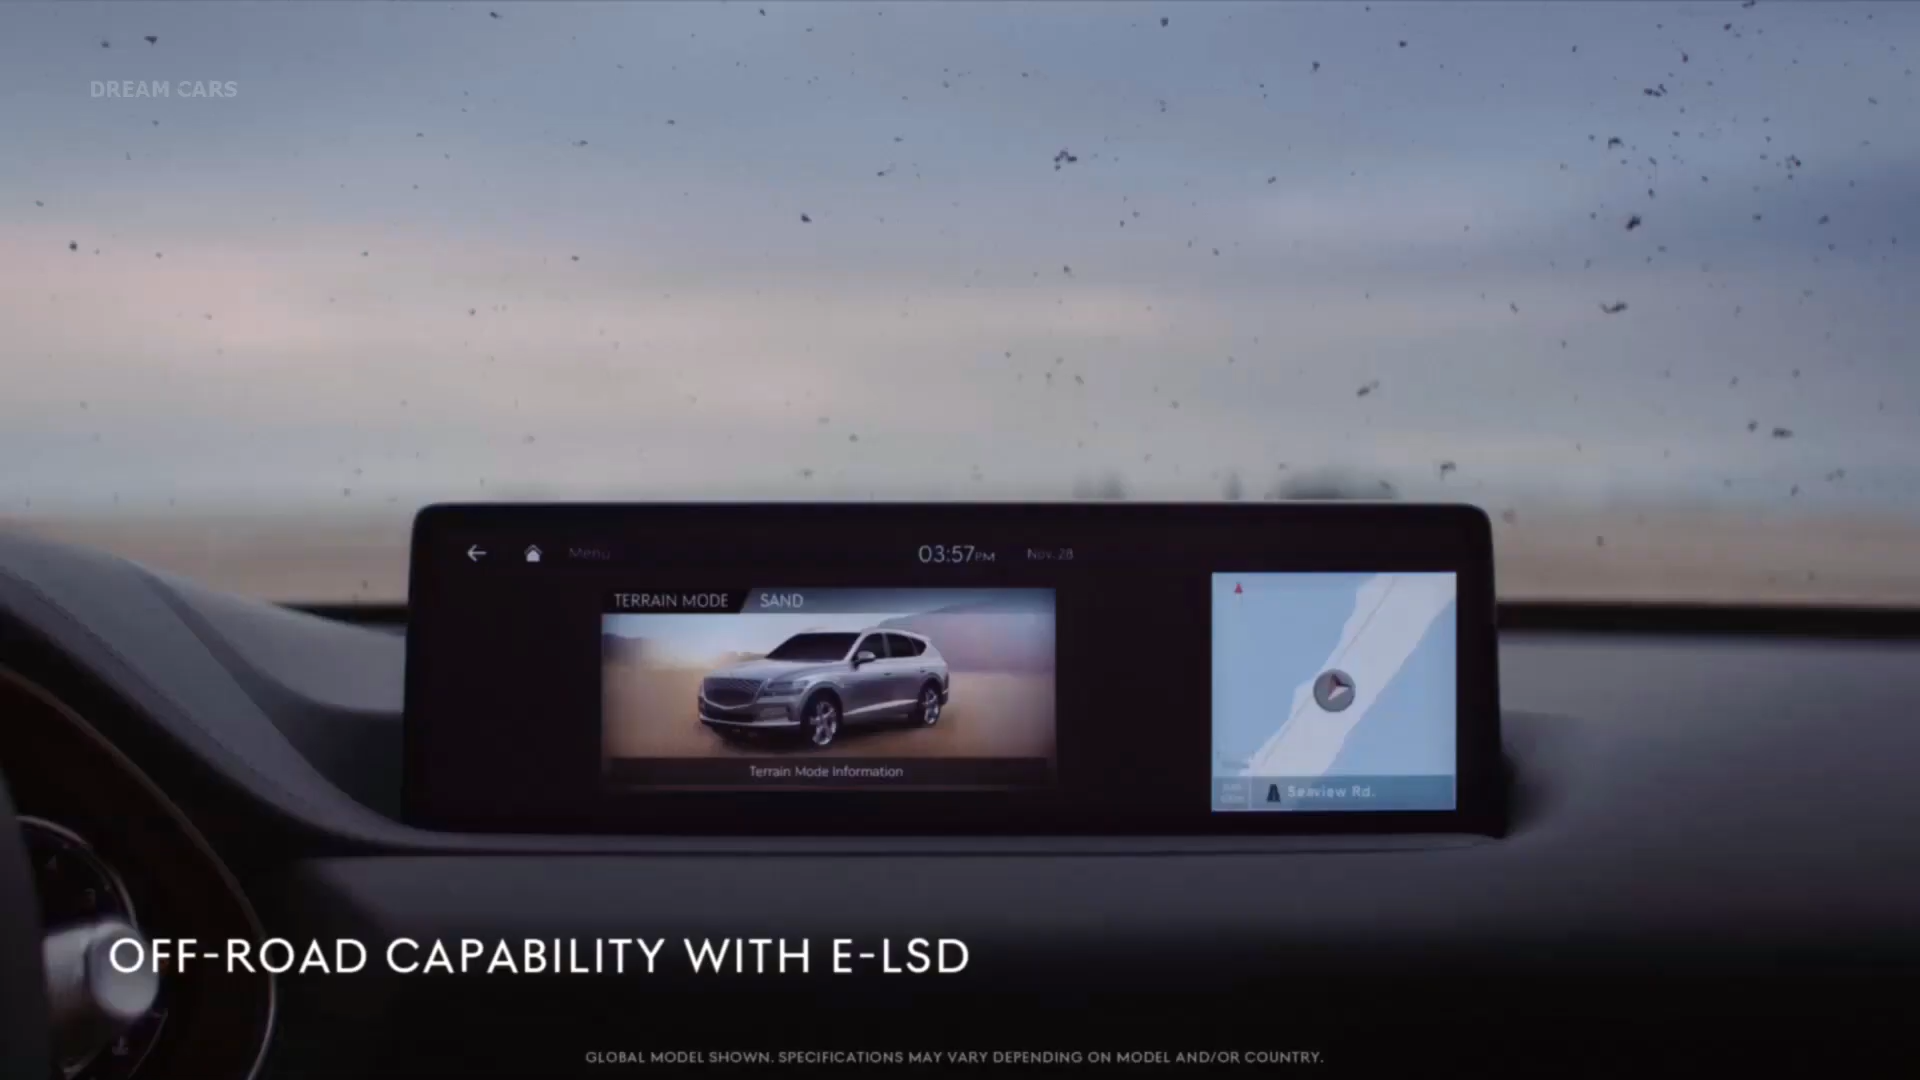 DREAM CARS
Menu
03:57PM
Nov. 28
TERRAIN MODE
SAND
Terrain Mode Information
Seaview Rd.
OFF-ROAD CAPABILITY WITH E-LSD
GLOBAL MODEL SHOWN. SPECIFICATIONS MAY VARY DEPENDING ON MODEL AND/OR COUNTRY.